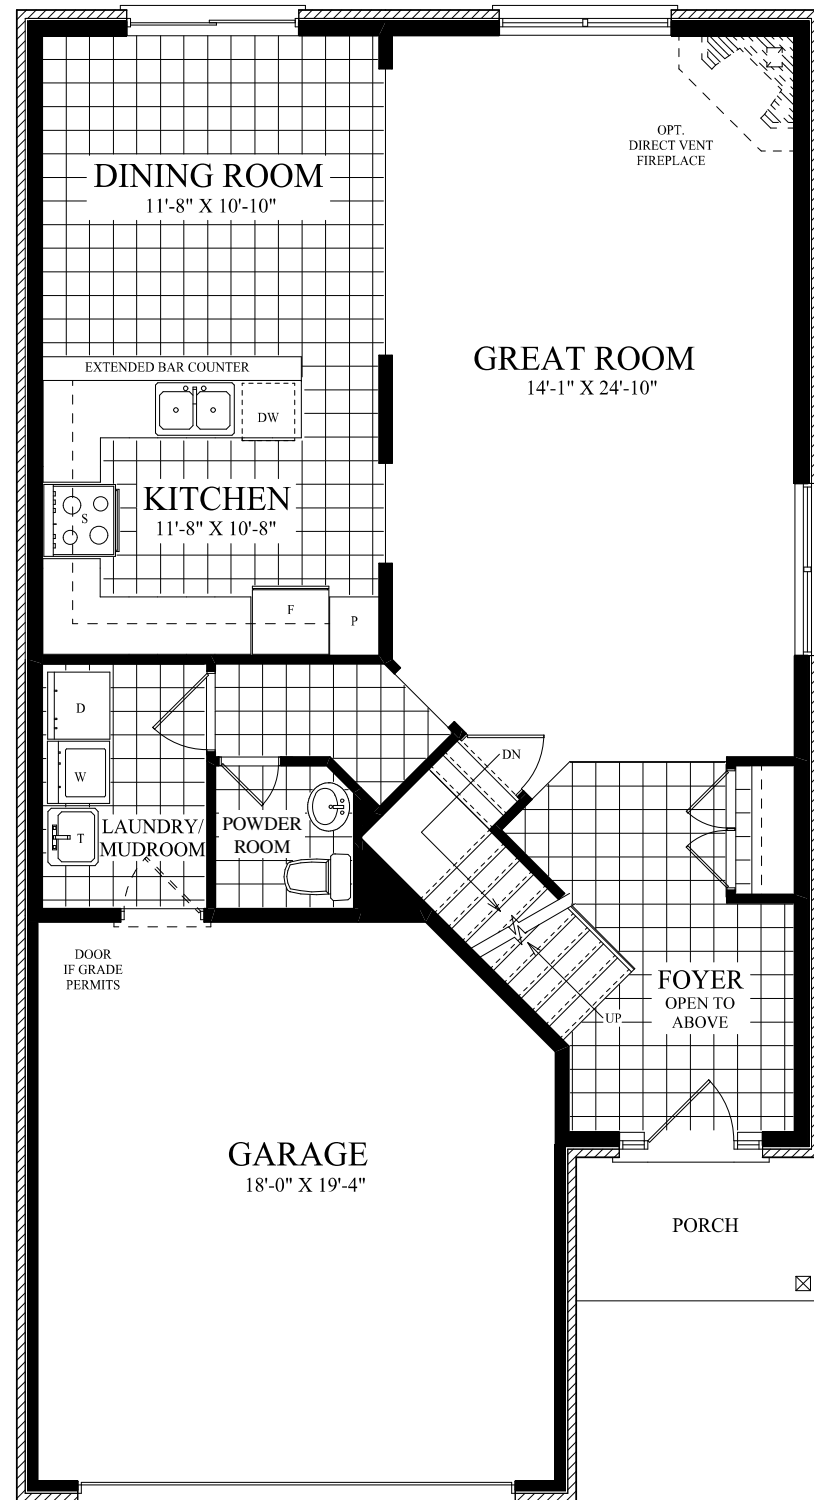 OPT.
DIRECT VENT
FIREPLACE
DINING ROOM
11'-8" X 10'-10"
GREAT ROOM
14'-1" X 24'-10"
EXTENDED BAR COUNTER
DW
KITCHEN
11'-8" X 10'-8"
S
F
P
D
W
T
LAUNDRY/
MUDROOM
POWDER
ROOM
DN
DOOR
IF GRADE
PERMITS
FOYER
OPEN TO
ABOVE
UP
GARAGE
18'-0" X 19'-4"
PORCH